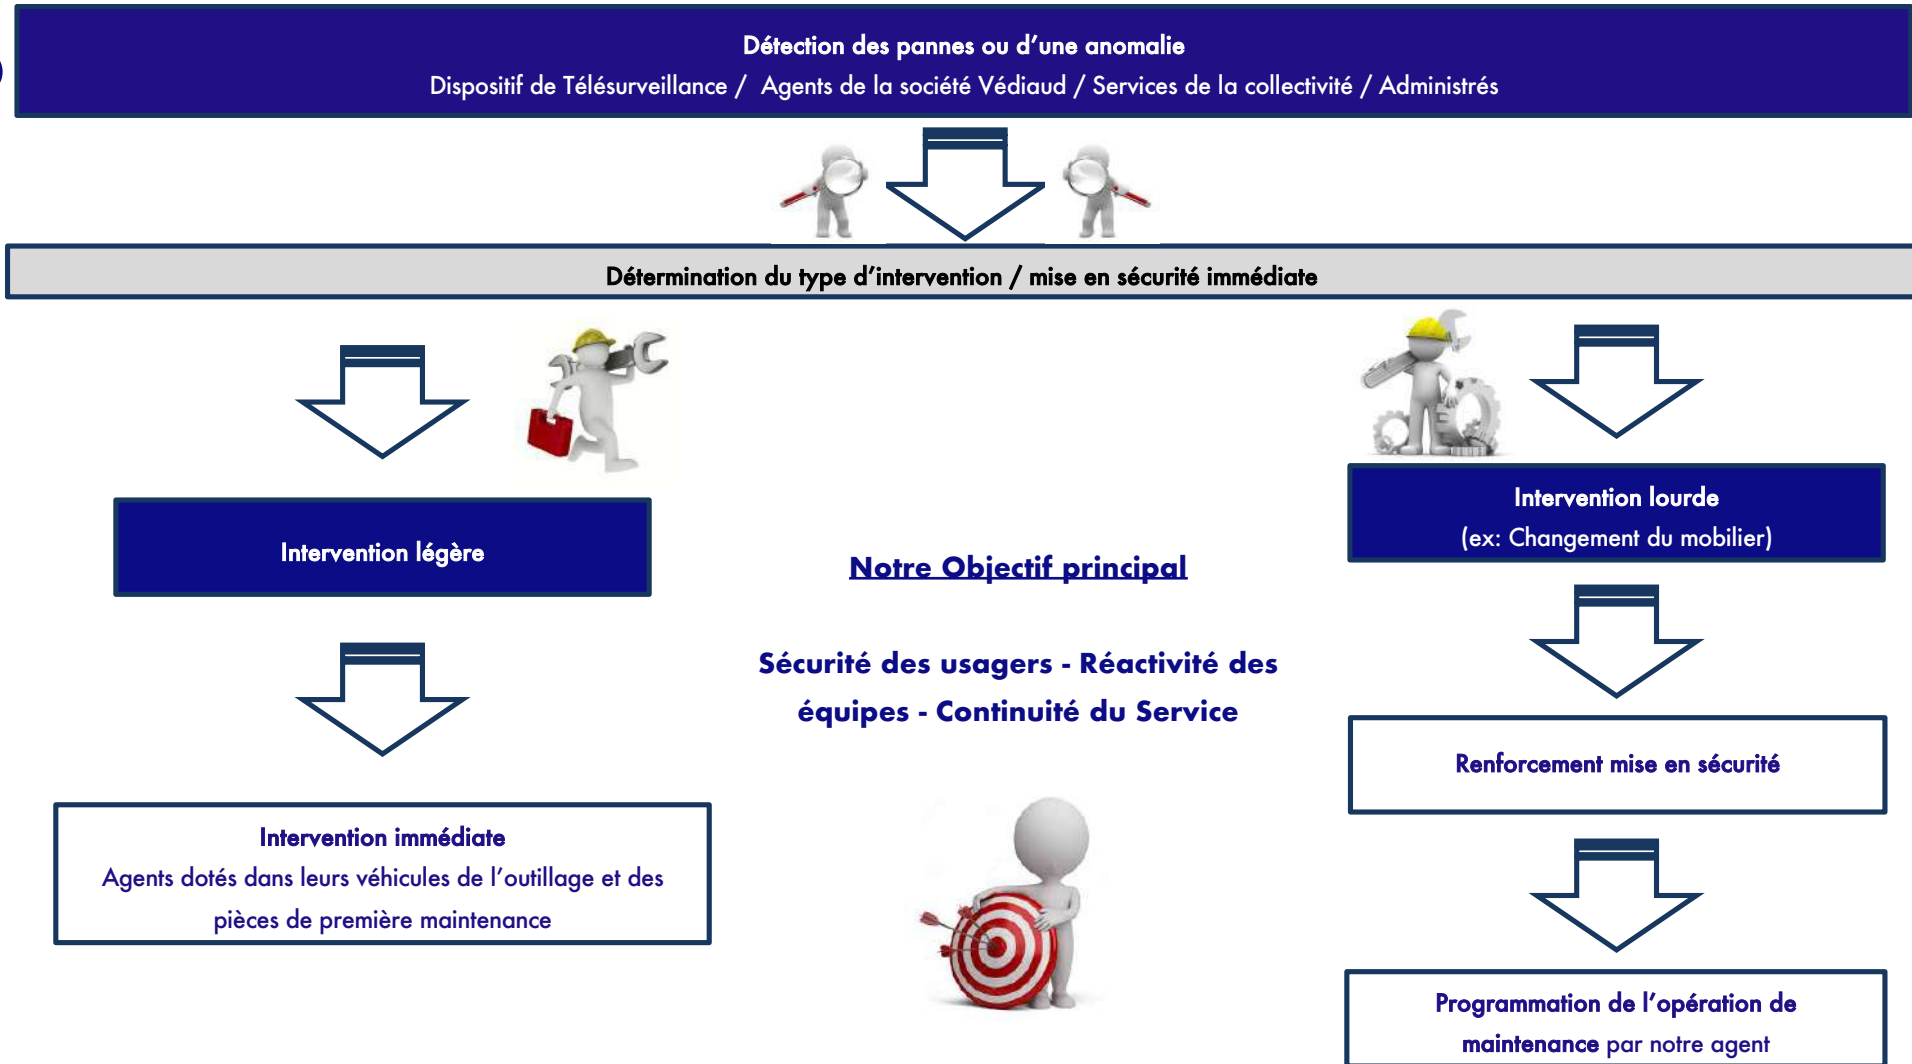 Détection des pannes ou d’une anomalie
Dispositif de Télésurveillance / Agents de la société Védiaud / Services de la collectivité / Administrés
Détermination du type d’intervention / mise en sécurité immédiate
Intervention légère
Intervention immédiate
Agents dotés dans leurs véhicules de l’outillage et des
pièces de première maintenance
Notre Objectif principal
Sécurité des usagers - Réactivité des
équipes - Continuité du Service
Intervention lourde
(ex: Changement du mobilier)
Renforcement mise en sécurité
Programmation de l’opération de
maintenance par notre agent